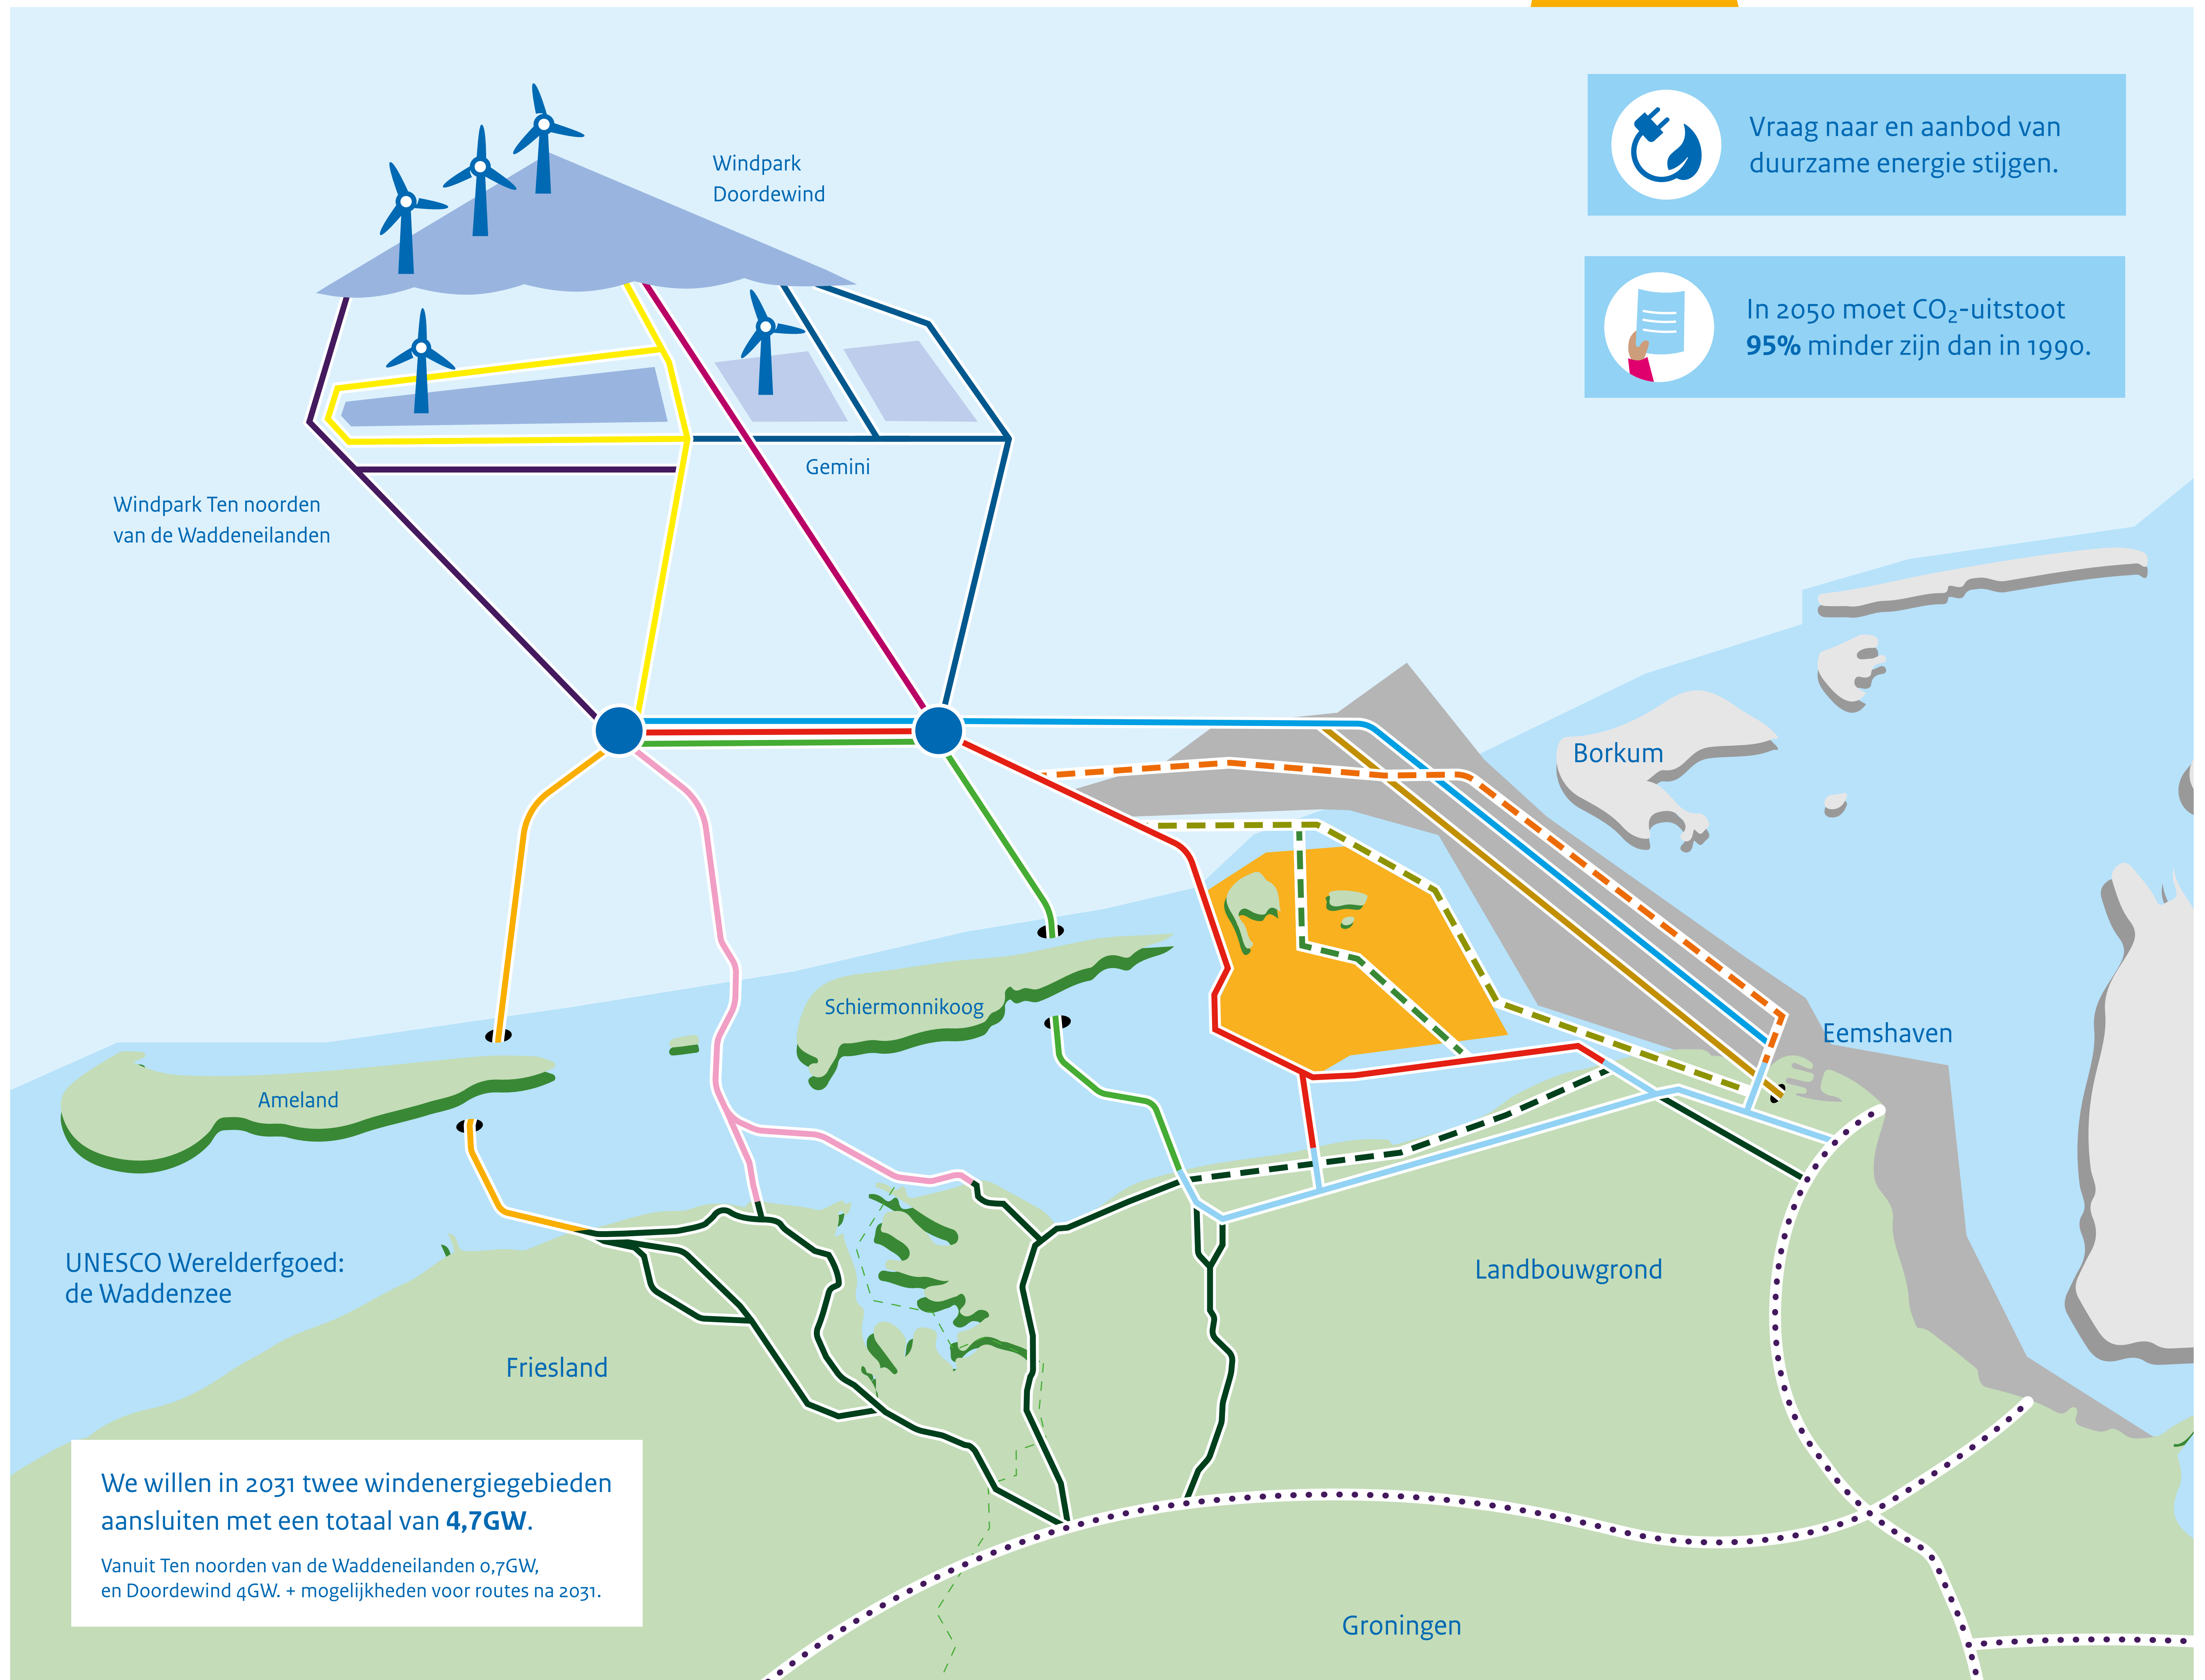 Windpark
Doordewind
Vraag naar en aanbod van
duurzame energie stijgen.
In 2050 moet CO₂-uitstoot
95% minder zijn dan in 1990.
Gemini
Windpark Ten noorden
van de Waddeneilanden
Borkum
Schiermonnikoog
Eemshaven
Ameland
UNESCO Werelderfgoed:
de Waddenzee
Landbouwgrond
Friesland
We willen in 2031 twee windenergiegebieden
aansluiten met een totaal van 4,7GW.
Vanuit Ten noorden van de Waddeneilanden 0,7GW,
en Doordewind 4GW. + mogelijkheden voor routes na 2031.
Groningen